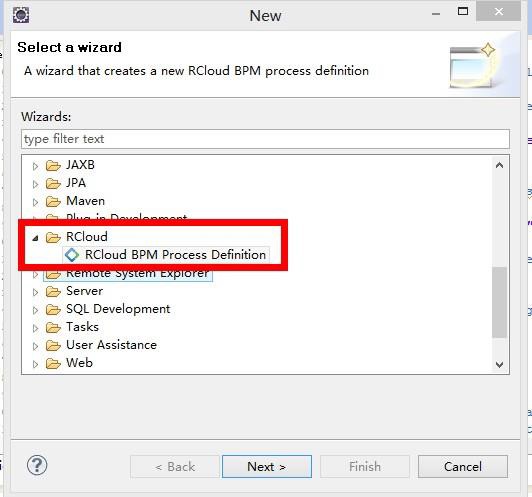 New
Select a wizard
A wizard that creates a new RCloud BPM process definition
Wizards:
type filter text
JAXB
JPA
Maven
Plug-in Development
RCloud
RCloud BPM Process Definition
Remote System Explorer
Server
SQL Development
Tasks
User Assistance
Web
? < Back Next > Finish Cancel